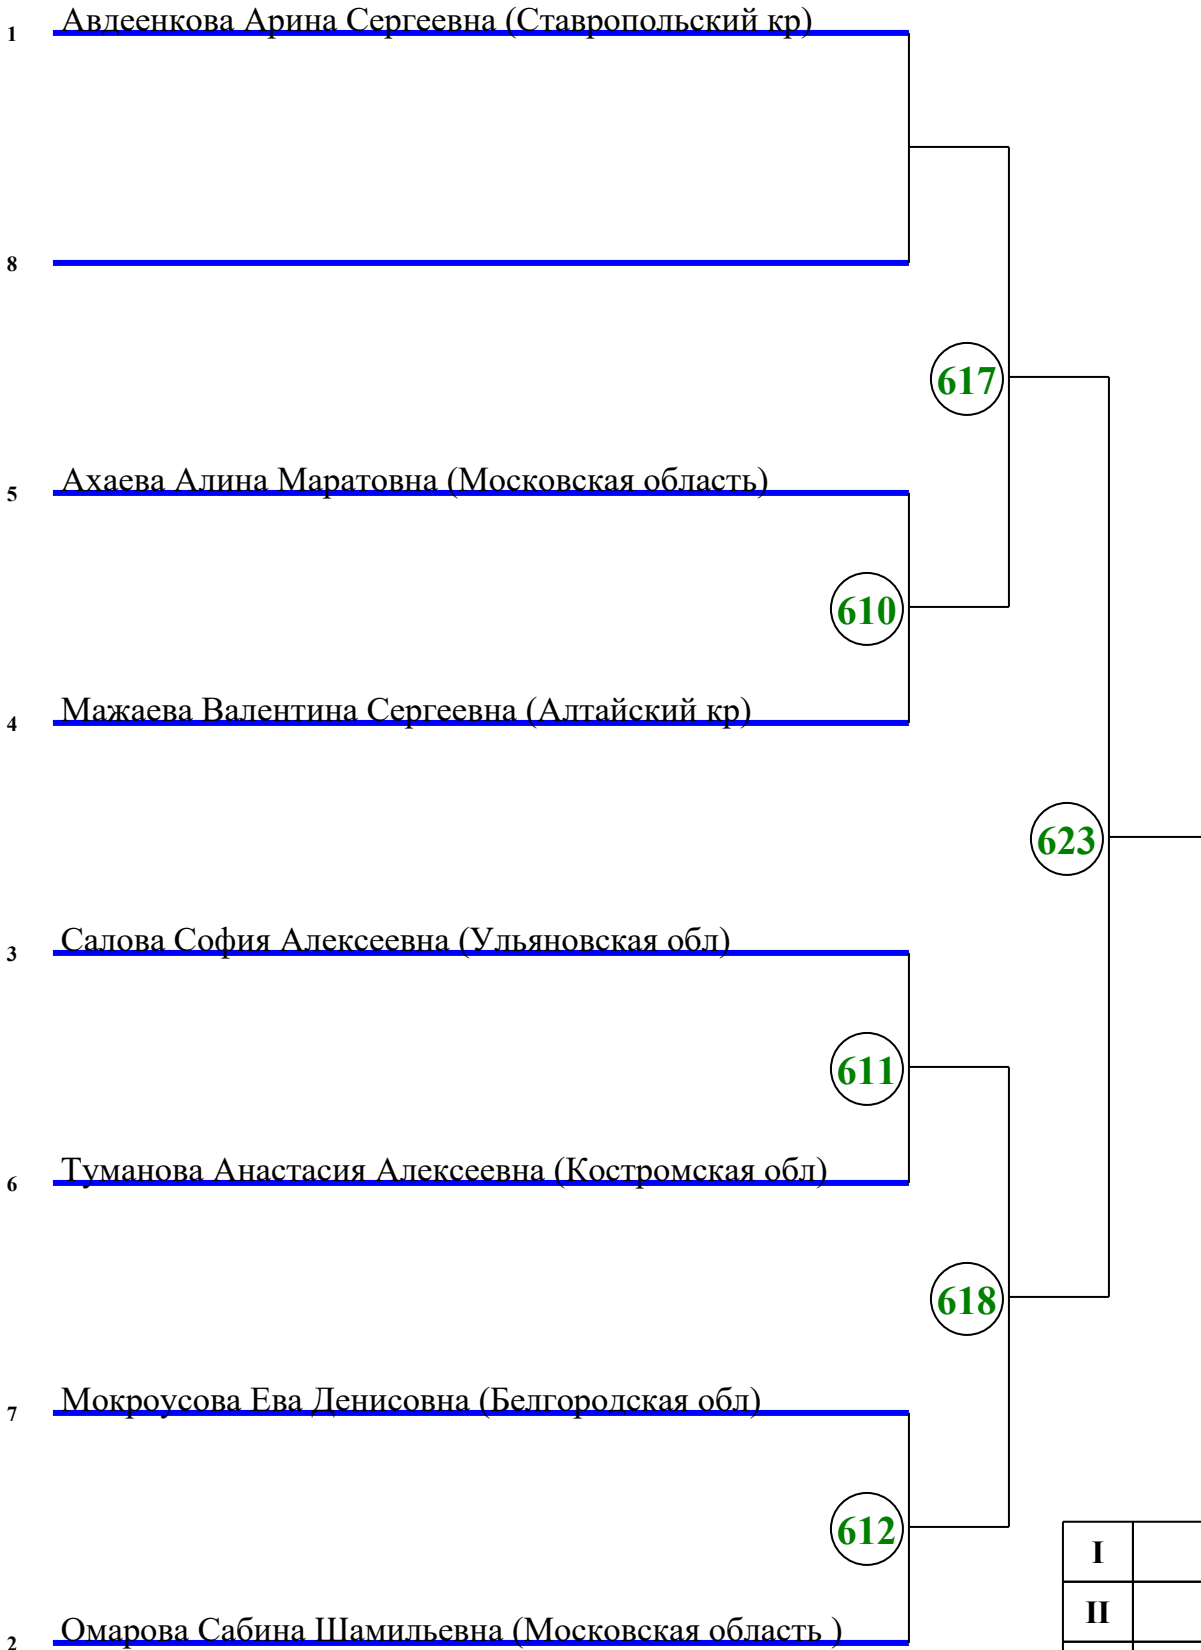 1 Авдеенкова Арина Сергеевна (Ставропольский кр)
8
617
5 Ахаева Алина Маратовна (Московская область)
610
4 Мажаева Валентина Сергеевна (Алтайский кр)
623
3 Салова София Алексеевна (Ульяновская обл)
611
6 Туманова Анастасия Алексеевна (Костромская обл)
618
7 Мокроусова Ева Денисовна (Белгородская обл)
612
I
II
2 Омарова Сабина Шамильевна (Московская область )